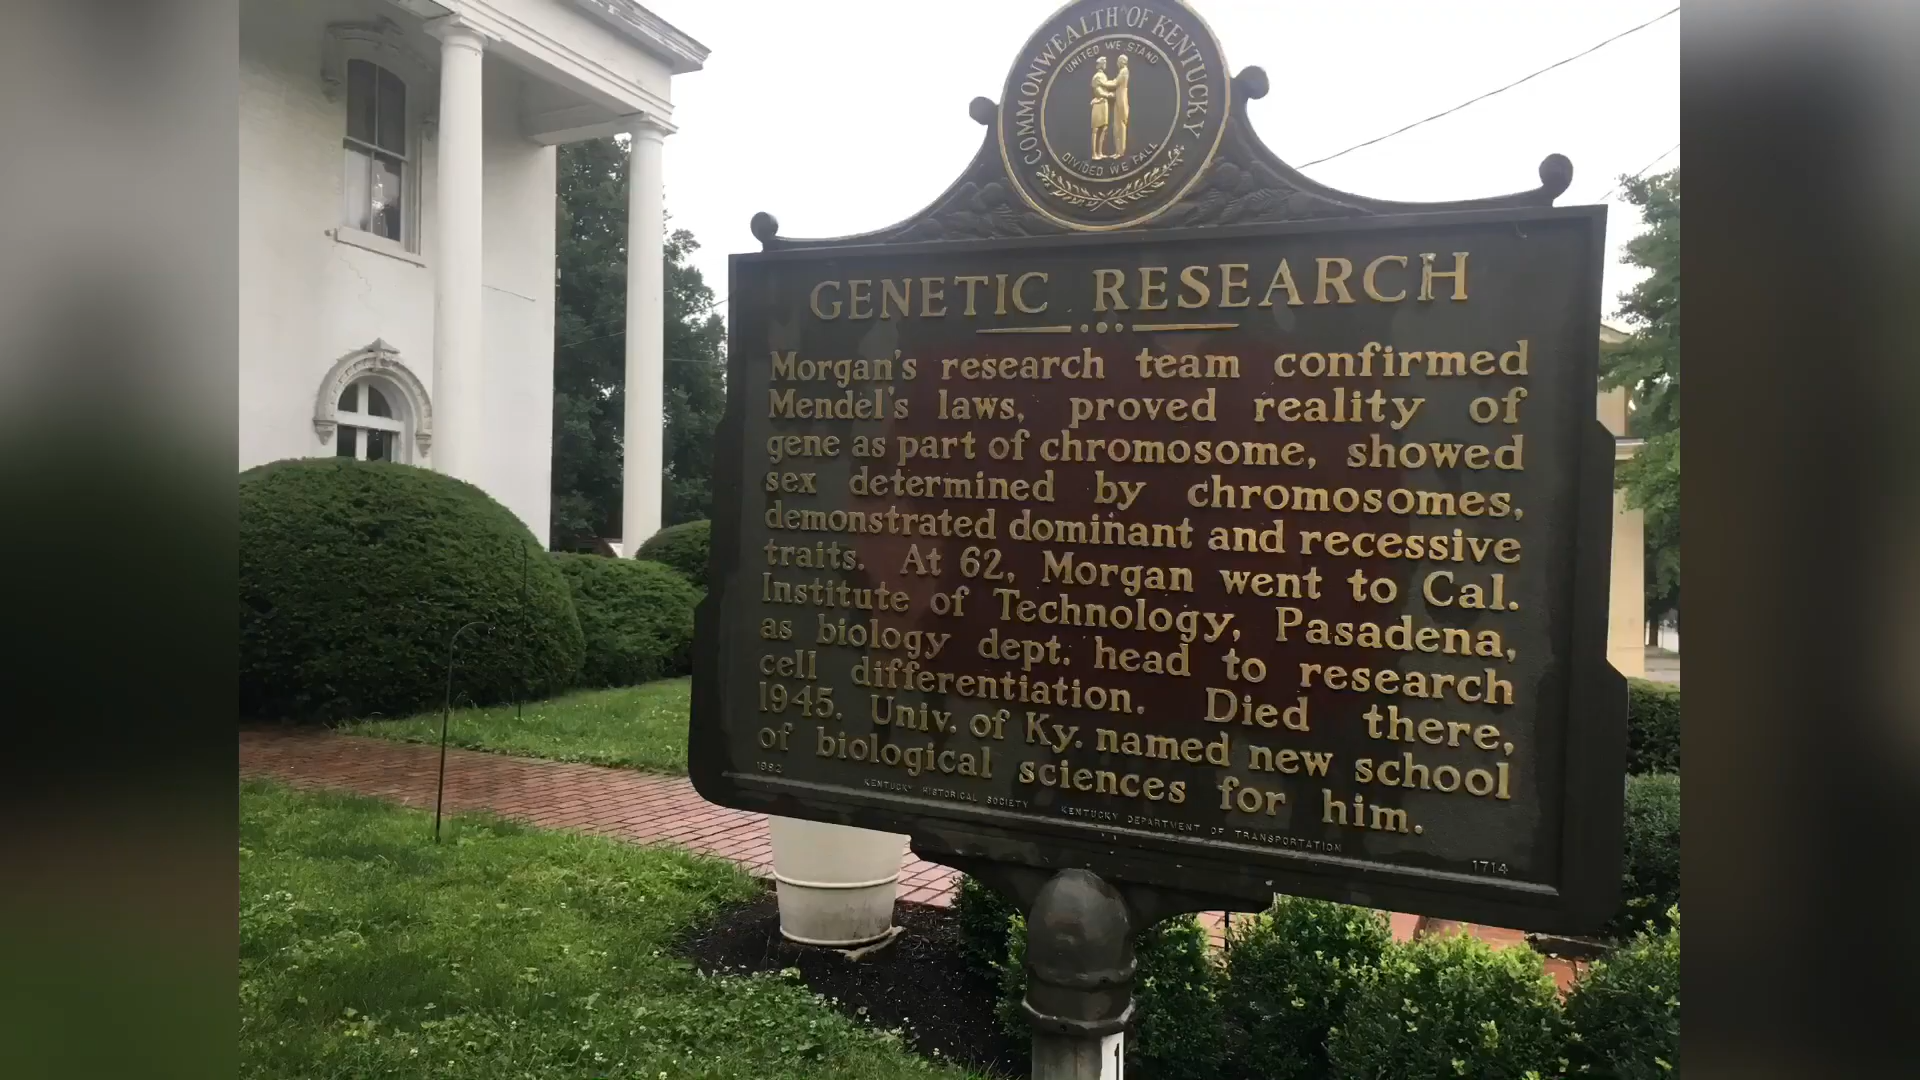 COMMONWEALTH OF KENTUCKY
UNITED WE STAND
DIVIDED WE FALL
GENETIC RESEARCH
Morgan's research team confirmed
Mendel's laws, proved reality of
gene as part of chromosome, showed
sex determined by chromosomes,
demonstrated dominant and recessive
traits. At 62, Morgan went to Cal.
Institute of Technology, Pasadena,
as biology dept. head to research
cell differentiation. Died there,
1945. Univ. of Ky. named new school
of biological sciences for him.
1982 KENTUCKY HISTORICAL SOCIETY KENTUCKY DEPARTMENT OF TRANSPORTATION 1714